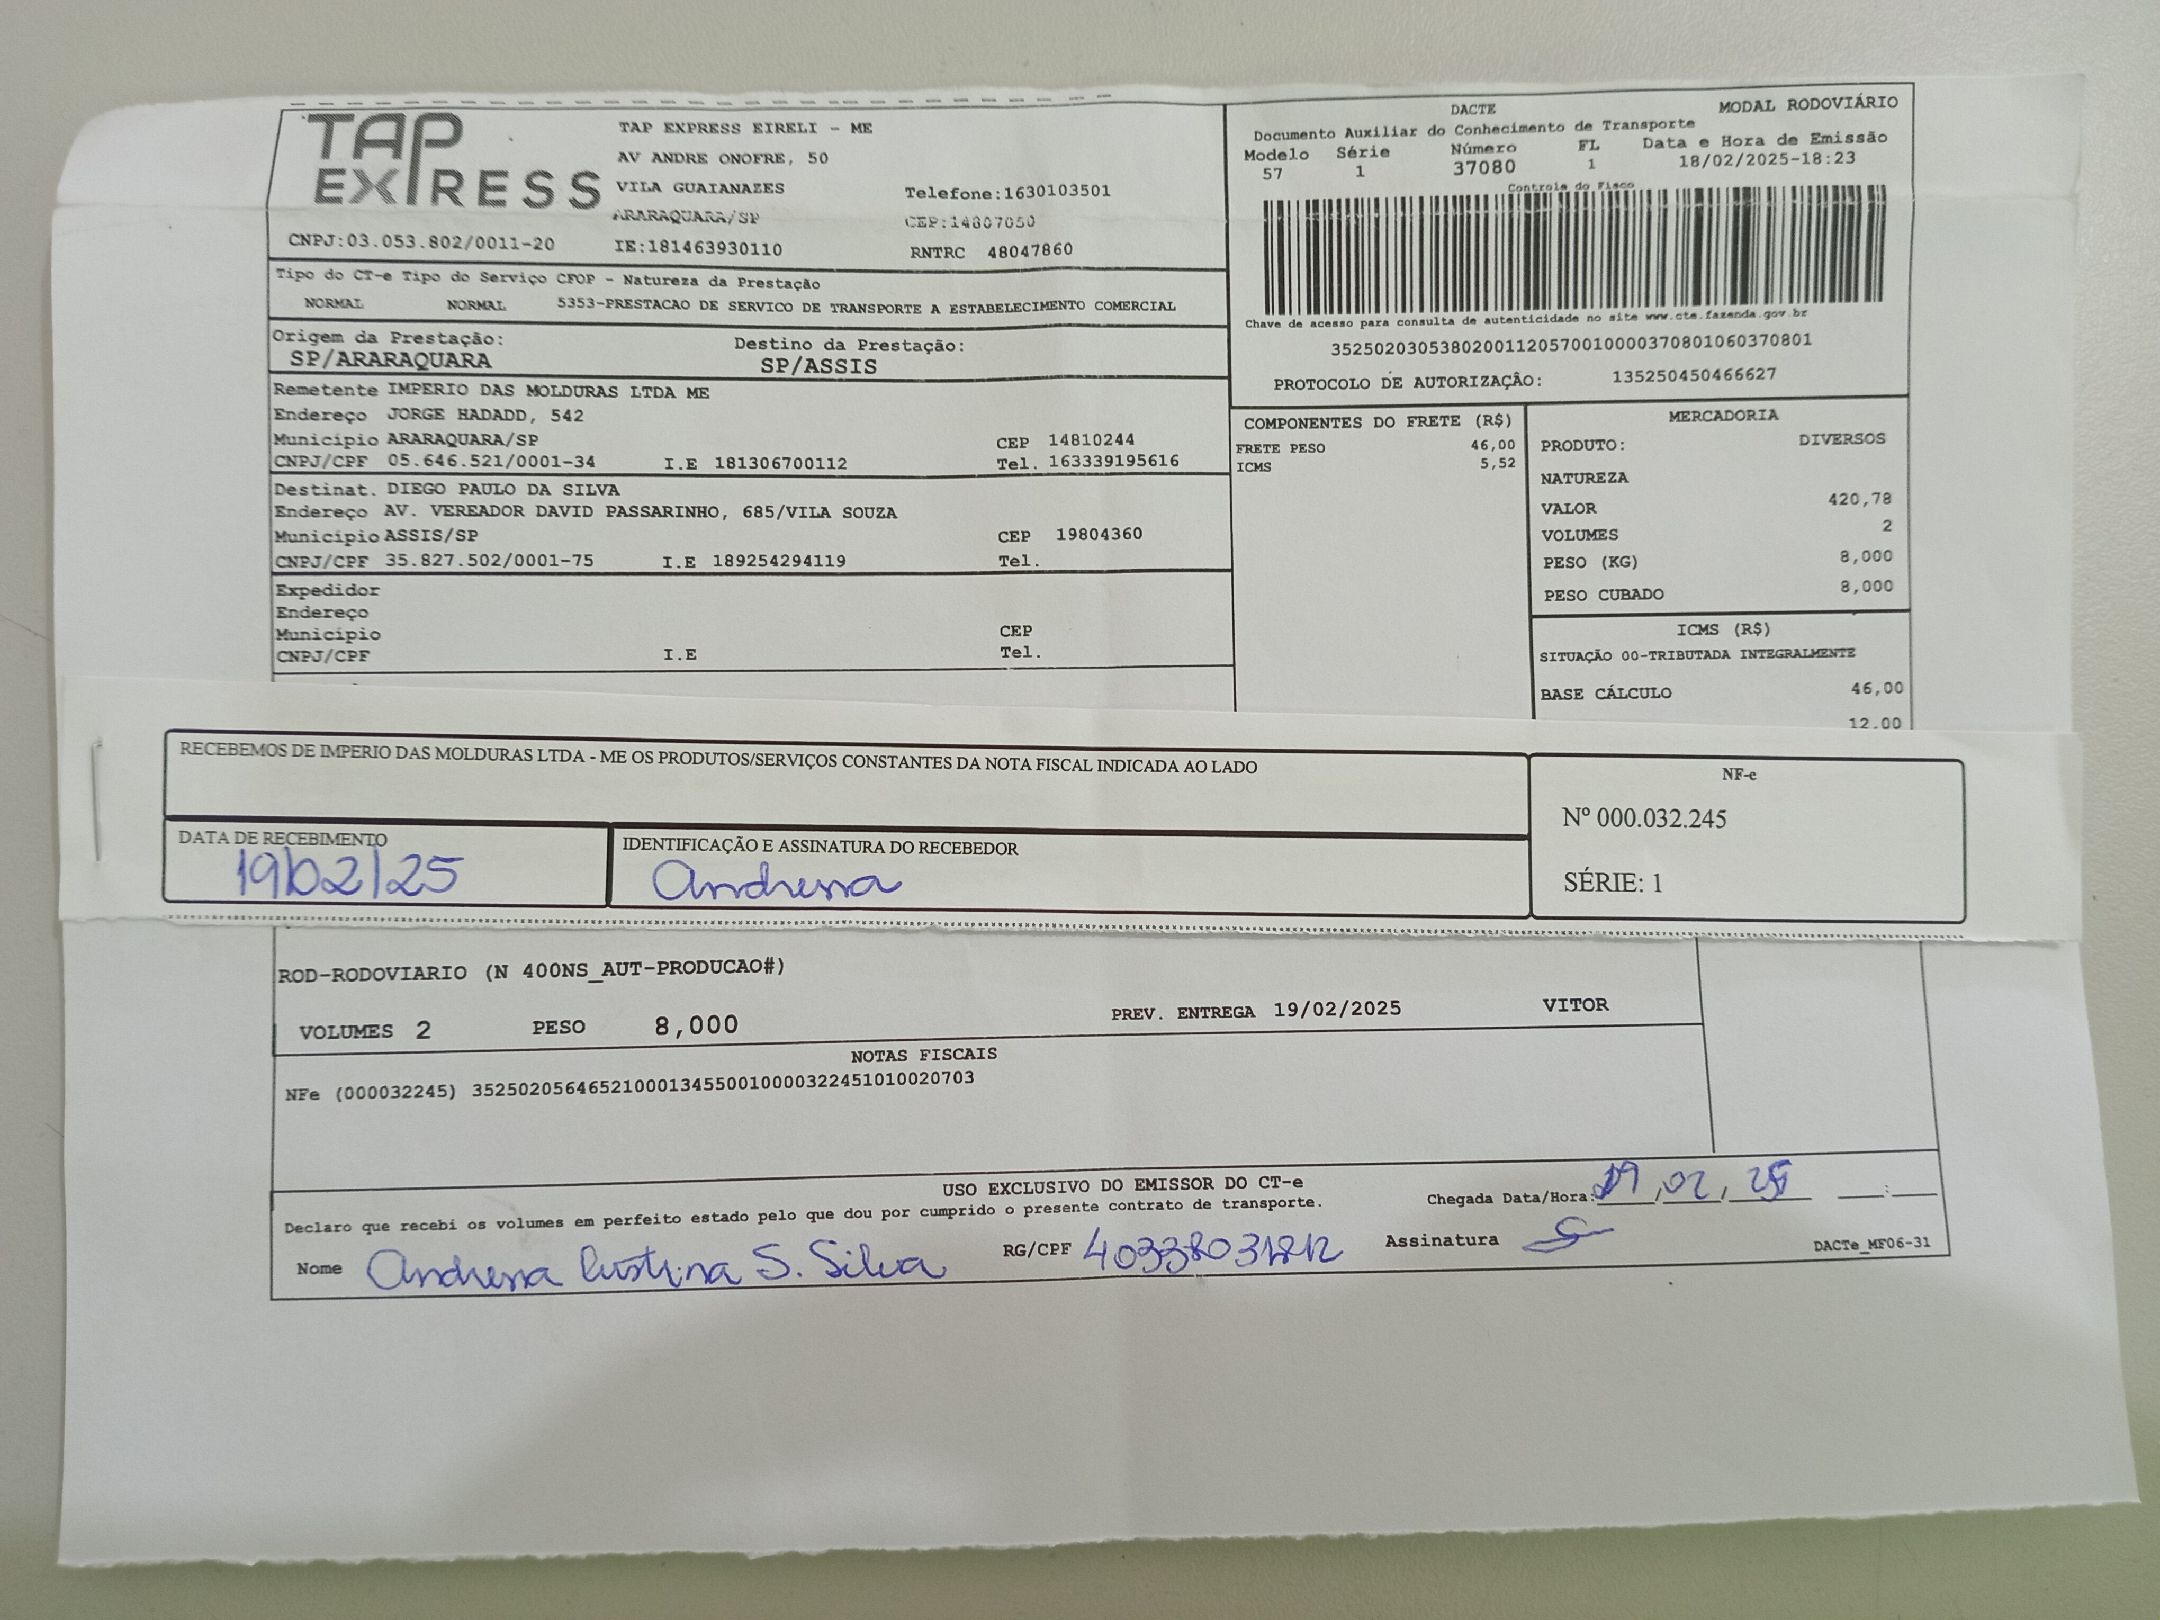 TAP EXPRESS
TAP EXPRESS EIRELI - ME
AV ANDRE ONOFRE, 50
VILA GUAIANAZES Telefone:1630103501
ARARAQUARA/SP CEP:14807050
CNPJ:03.053.802/0011-20 IE:181463930110 RNTRC 48047860
DACTE MODAL RODOVIÁRIO
Documento Auxiliar do Conhecimento de Transporte
Modelo Série Número FL Data e Hora de Emissão
57 1 37080 1 18/02/2025-18:23
Controle do Fisco
Chave de acesso para consulta de autenticidade no site www.cte.fazenda.gov.br
35250203053802001120570010000370801060370801
PROTOCOLO DE AUTORIZAÇÃO: 135250450466627
Tipo do CT-e Tipo do Serviço CFOP - Natureza da Prestação
NORMAL NORMAL 5353-PRESTACAO DE SERVICO DE TRANSPORTE A ESTABELECIMENTO COMERCIAL
Origem da Prestação: Destino da Prestação:
SP/ARARAQUARA SP/ASSIS
Remetente IMPERIO DAS MOLDURAS LTDA ME
Endereço JORGE HADADD, 542
Município ARARAQUARA/SP CEP 14810244
CNPJ/CPF 05.646.521/0001-34 I.E 181306700112 Tel. 163339195616
Destinat. DIEGO PAULO DA SILVA
Endereço AV. VEREADOR DAVID PASSARINHO, 685/VILA SOUZA
Município ASSIS/SP CEP 19804360
CNPJ/CPF 35.827.502/0001-75 I.E 189254294119 Tel.
Expedidor
Endereço
Município CEP
CNPJ/CPF I.E Tel.
COMPONENTES DO FRETE (R$)
FRETE PESO 46,00
ICMS 5,52
MERCADORIA
PRODUTO: DIVERSOS
NATUREZA
VALOR 420,78
VOLUMES 2
PESO (KG) 8,000
PESO CUBADO 8,000
ICMS (R$)
SITUAÇÃO 00-TRIBUTADA INTEGRALMENTE
BASE CÁLCULO 46,00
12.00
RECEBEMOS DE IMPERIO DAS MOLDURAS LTDA - ME OS PRODUTOS/SERVIÇOS CONSTANTES DA NOTA FISCAL INDICADA AO LADO
NF-e
Nº 000.032.245
SÉRIE: 1
DATA DE RECEBIMENTO IDENTIFICAÇÃO E ASSINATURA DO RECEBEDOR
19/02/25 Andressa
ROD-RODOVIARIO (N 400NS_AUT-PRODUCAO#)
VOLUMES 2 PESO 8,000 PREV. ENTREGA 19/02/2025 VITOR
NOTAS FISCAIS
NFe (000032245) 35250205646521000134550010000322451010020703
USO EXCLUSIVO DO EMISSOR DO CT-e
Declaro que recebi os volumes em perfeito estado pelo que dou por cumprido o presente contrato de transporte. Chegada Data/Hora: 19/02/25 :
Nome Andressa Cristina S. Silva RG/CPF Assinatura DACTe_MF06-31